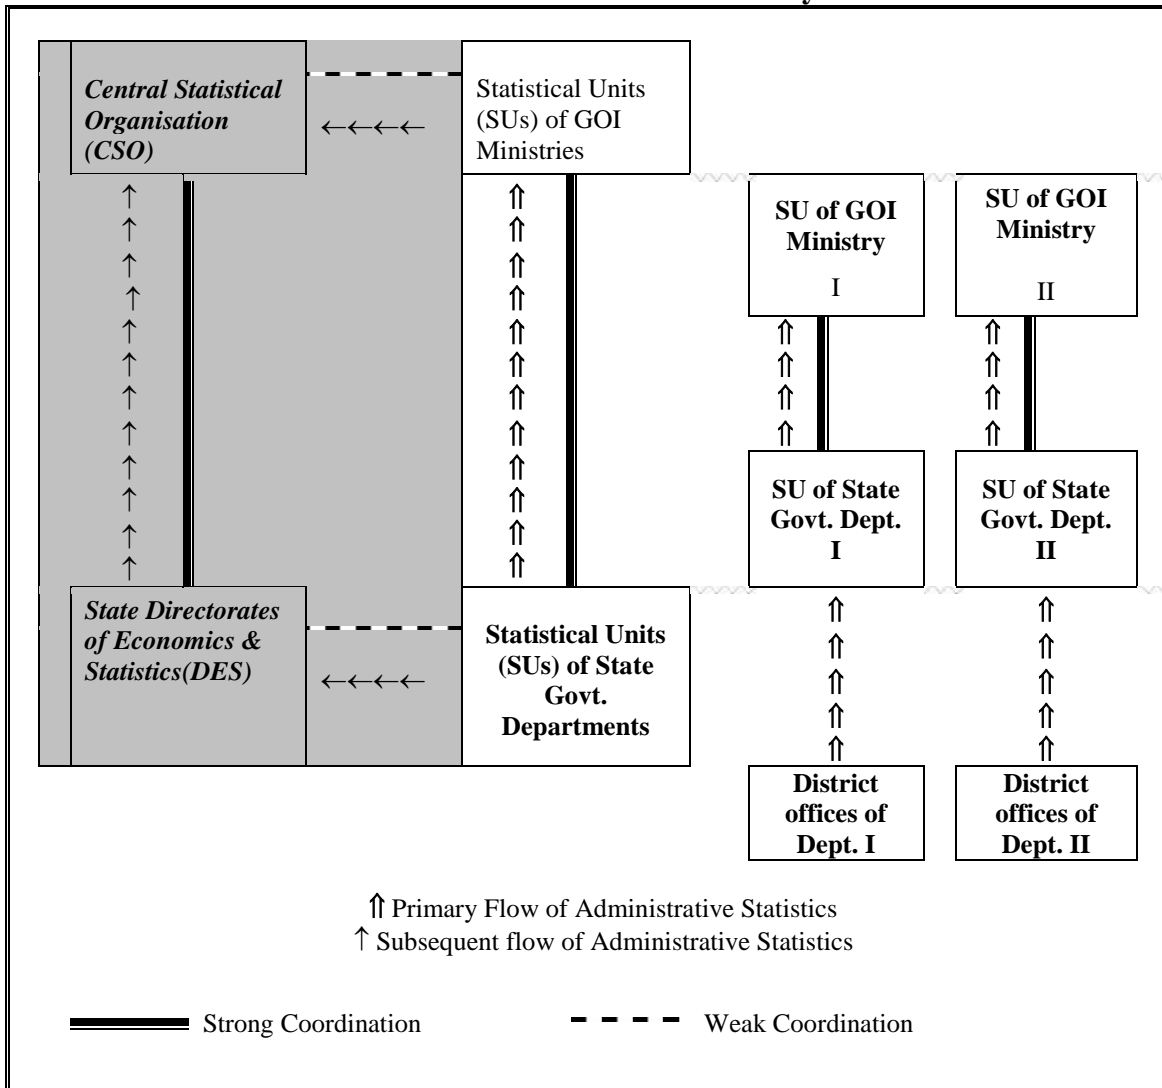 Central Statistical
Organisation
(CSO)
←←←←
Statistical Units
(SUs) of GOI
Ministries
SU of GOI
Ministry
I
SU of GOI
Ministry
II
SU of State
Govt. Dept.
I
SU of State
Govt. Dept.
II
State Directorates
of Economics &
Statistics(DES)
←←←←
Statistical Units
(SUs) of State
Govt.
Departments
District
offices of
Dept. I
District
offices of
Dept. II
⇑ Primary Flow of Administrative Statistics
↑ Subsequent flow of Administrative Statistics
Strong Coordination
Weak Coordination